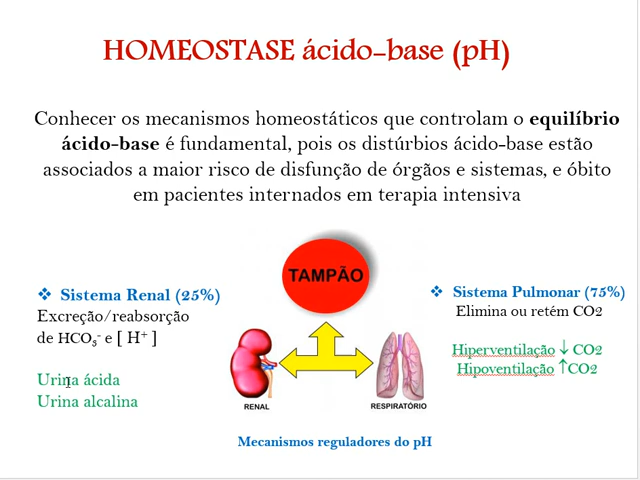 HOMEOSTASE ácido-base (pH)
Conhecer os mecanismos homeostáticos que controlam o equilíbrio
ácido-base é fundamental, pois os distúrbios ácido-base estão
associados a maior risco de disfunção de órgãos e sistemas, e óbito
em pacientes internados em terapia intensiva
TAMPÃO
❖ Sistema Renal (25%)
Excreção/reabsorção
de HCO₃⁻ e [ H⁺ ]
Urina ácida
Urina alcalina
RENAL
RESPIRATÓRIO
❖ Sistema Pulmonar (75%)
Elimina ou retém CO2
Hiperventilação ↓ CO2
Hipoventilação ↑CO2
Mecanismos reguladores do pH